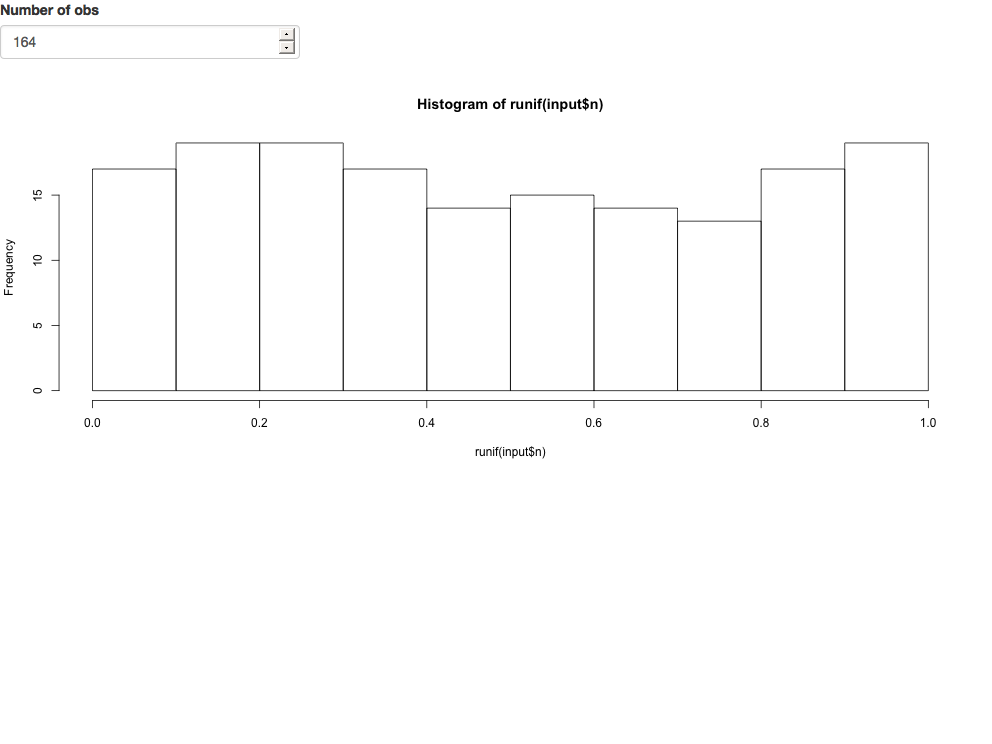 Number of obs
164
Histogram of runif(input$n)
15
10
5
0
Frequency
0.0 0.2 0.4 0.6 0.8 1.0
runif(input$n)